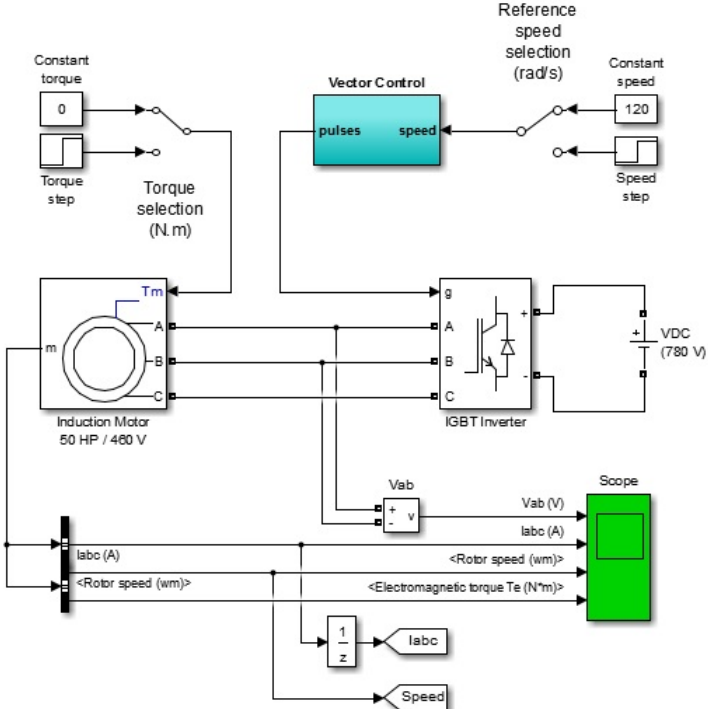 Reference
speed
selection
(rad/s)
Constant
torque
0
Torque
step
Torque
selection
(N.m)
Vector Control
pulses speed
Constant
speed
120
Speed
step
Tm
A
B
C
m
Induction Motor
50 HP / 460 V
g
A
B
C
+
-
IGBT Inverter
+
VDC
(780 V)
Vab
+
-
v
Scope
Vab (V)
Iabc (A)
<Rotor speed (wm)>
<Electromagnetic torque Te (N*m)>
Iabc (A)
<Rotor speed (wm)>
1
z
Iabc
Speed